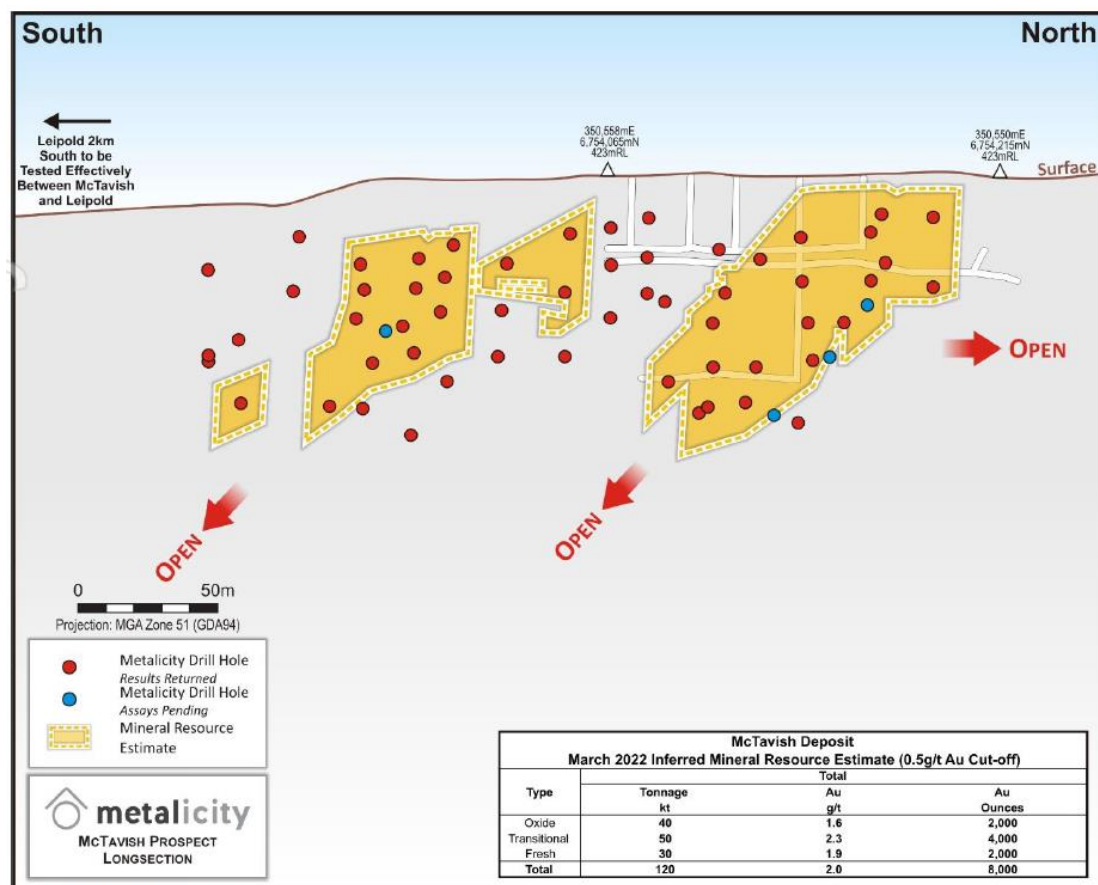 South
North
Leipold 2km
South to be
Tested Effectively
Between McTavish
and Leipold
350,558mE
6,754,065mN
423mRL
350,550mE
6,754,215mN
423mRL
Surface
OPEN
OPEN
OPEN
0 50m
Projection: MGA Zone 51 (GDA94)
Metalicity Drill Hole
Results Returned
Metalicity Drill Hole
Assays Pending
Mineral Resource
Estimate
metalicity
MCTAVISH PROSPECT
LONGSECTION
McTavish Deposit
March 2022 Inferred Mineral Resource Estimate (0.5g/t Au Cut-off)
Total
Type Tonnage Au Au
kt g/t Ounces
Oxide 40 1.6 2,000
Transitional 50 2.3 4,000
Fresh 30 1.9 2,000
Total 120 2.0 8,000